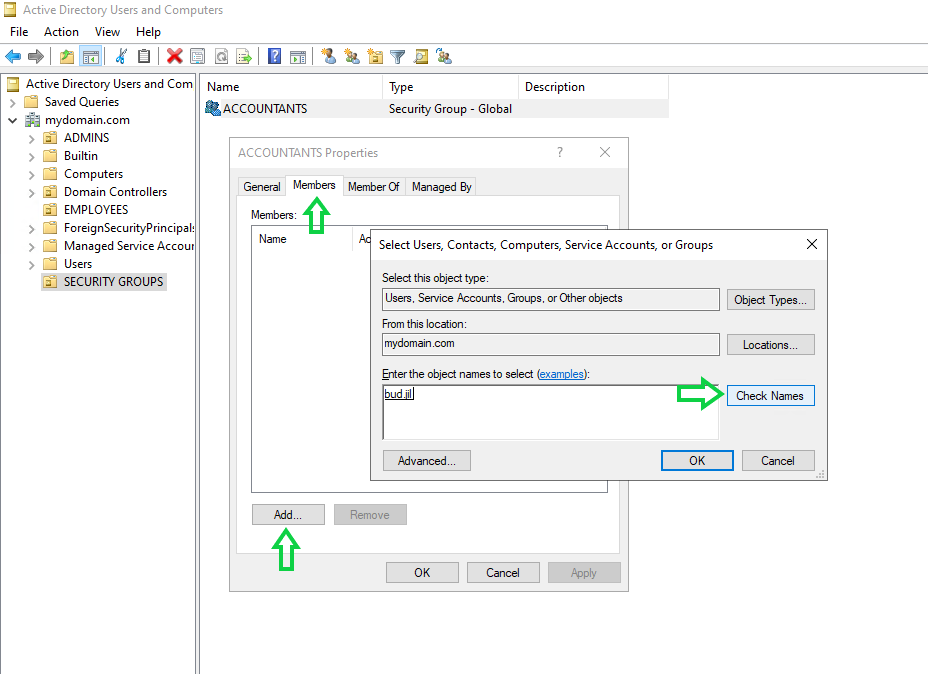 Active Directory Users and Computers
File Action View Help
Active Directory Users and Com
Saved Queries
mydomain.com
ADMINS
Builtin
Computers
Domain Controllers
EMPLOYEES
ForeignSecurityPrincipals
Managed Service Accour
Users
SECURITY GROUPS
Name Type Description
ACCOUNTANTS Security Group - Global
ACCOUNTANTS Properties ?
General Members Member Of Managed By
Members:
Name Ac
Select Users, Contacts, Computers, Service Accounts, or Groups
Select this object type:
Users, Service Accounts, Groups, or Other objects Object Types...
From this location:
mydomain.com Locations...
Enter the object names to select (examples):
bud.jil Check Names
Advanced... OK Cancel
Add... Remove
OK Cancel Apply